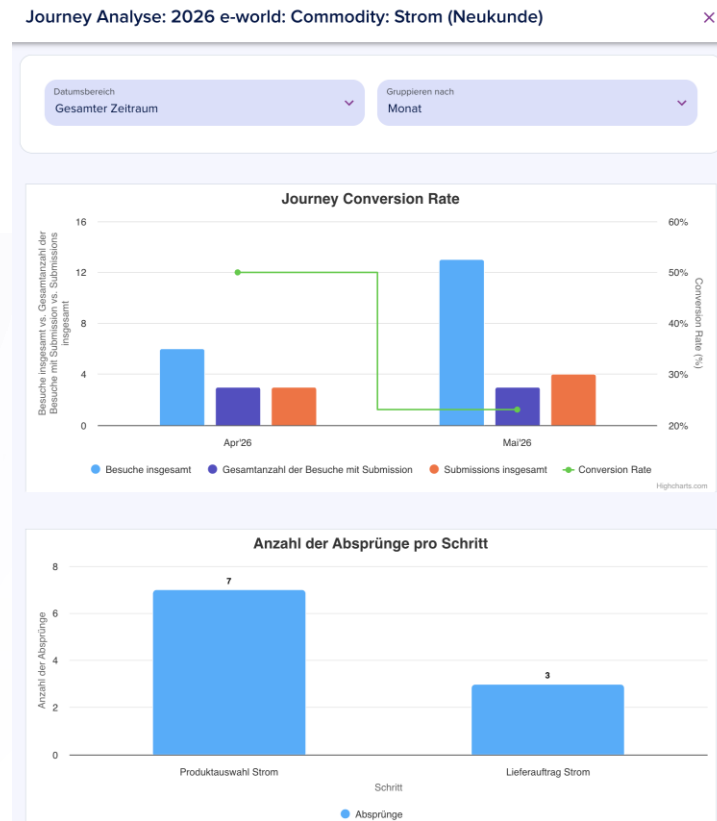 Journey Analyse: 2026 e-world: Commodity: Strom (Neukunde)
Datumsbereich
Gesamter Zeitraum
Gruppieren nach
Monat
Journey Conversion Rate
Besuche insgesamt vs. Gesamtanzahl der
Besuche mit Submission vs. Submissions
insgesamt
16
12
8
4
0
60%
50%
40%
30%
20%
Conversion Rate (%)
Apr'26
Mai'26
Besuche insgesamt
Gesamtanzahl der Besuche mit Submission
Submissions insgesamt
Conversion Rate
Highcharts.com
Anzahl der Absprünge pro Schritt
Anzahl der Absprünge
8
6
4
2
0
7
3
Produktauswahl Strom
Lieferauftrag Strom
Schritt
Absprünge